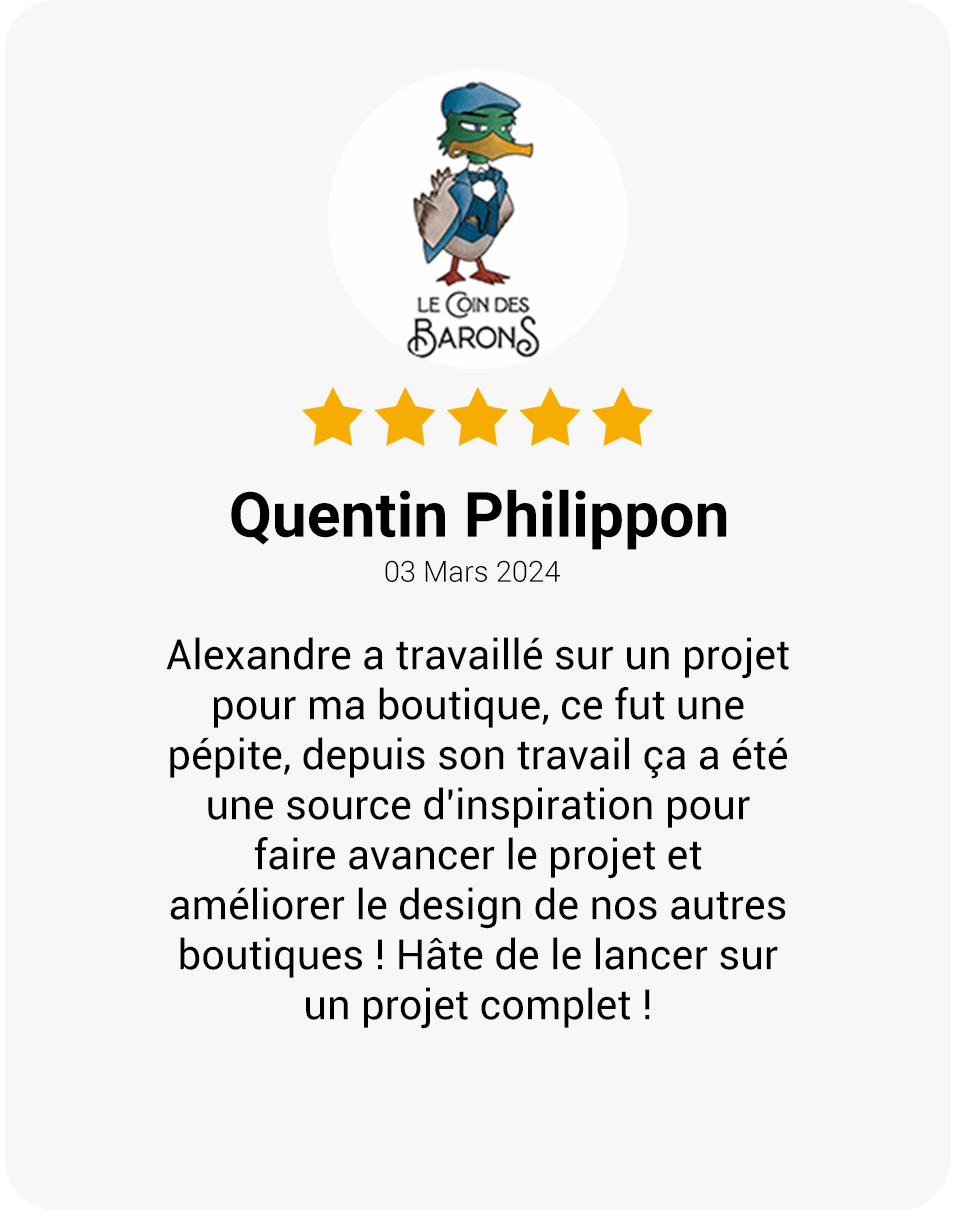 LE COIN DES
BARONS
Quentin Philippon
03 Mars 2024
Alexandre a travaillé sur un projet
pour ma boutique, ce fut une
pépite, depuis son travail ça a été
une source d'inspiration pour
faire avancer le projet et
améliorer le design de nos autres
boutiques ! Hâte de le lancer sur
un projet complet !